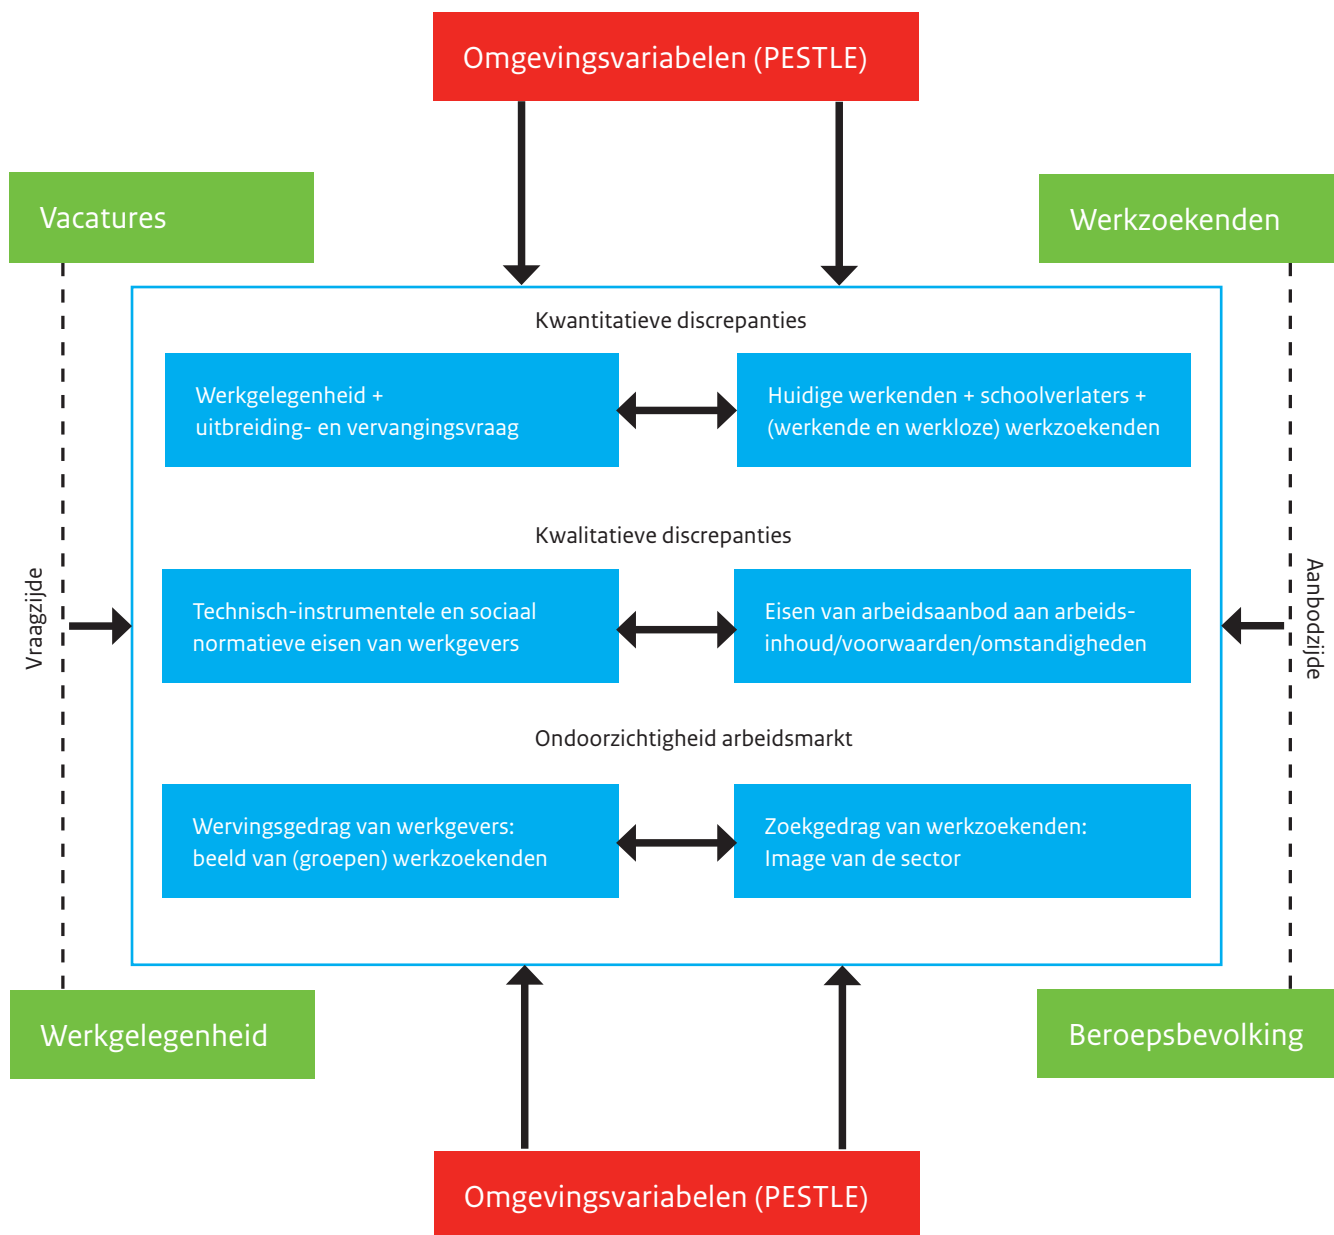 Omgevingsvariabelen (PESTLE)
Vacatures
Werkzoekenden
Kwantitatieve discrepanties
Werkgelegenheid +
uitbreiding- en vervangingsvraag
Huidige werkenden + schoolverlaters +
(werkende en werkloze) werkzoekenden
Kwalitatieve discrepanties
Vraagzijde
Technisch-instrumentele en sociaal
normatieve eisen van werkgevers
Eisen van arbeidsaanbod aan arbeids-
inhoud/voorwaarden/omstandigheden
Aanbodzijde
Ondoorzichtigheid arbeidsmarkt
Wervingsgedrag van werkgevers:
beeld van (groepen) werkzoekenden
Zoekgedrag van werkzoekenden:
Image van de sector
Werkgelegenheid
Beroepsbevolking
Omgevingsvariabelen (PESTLE)